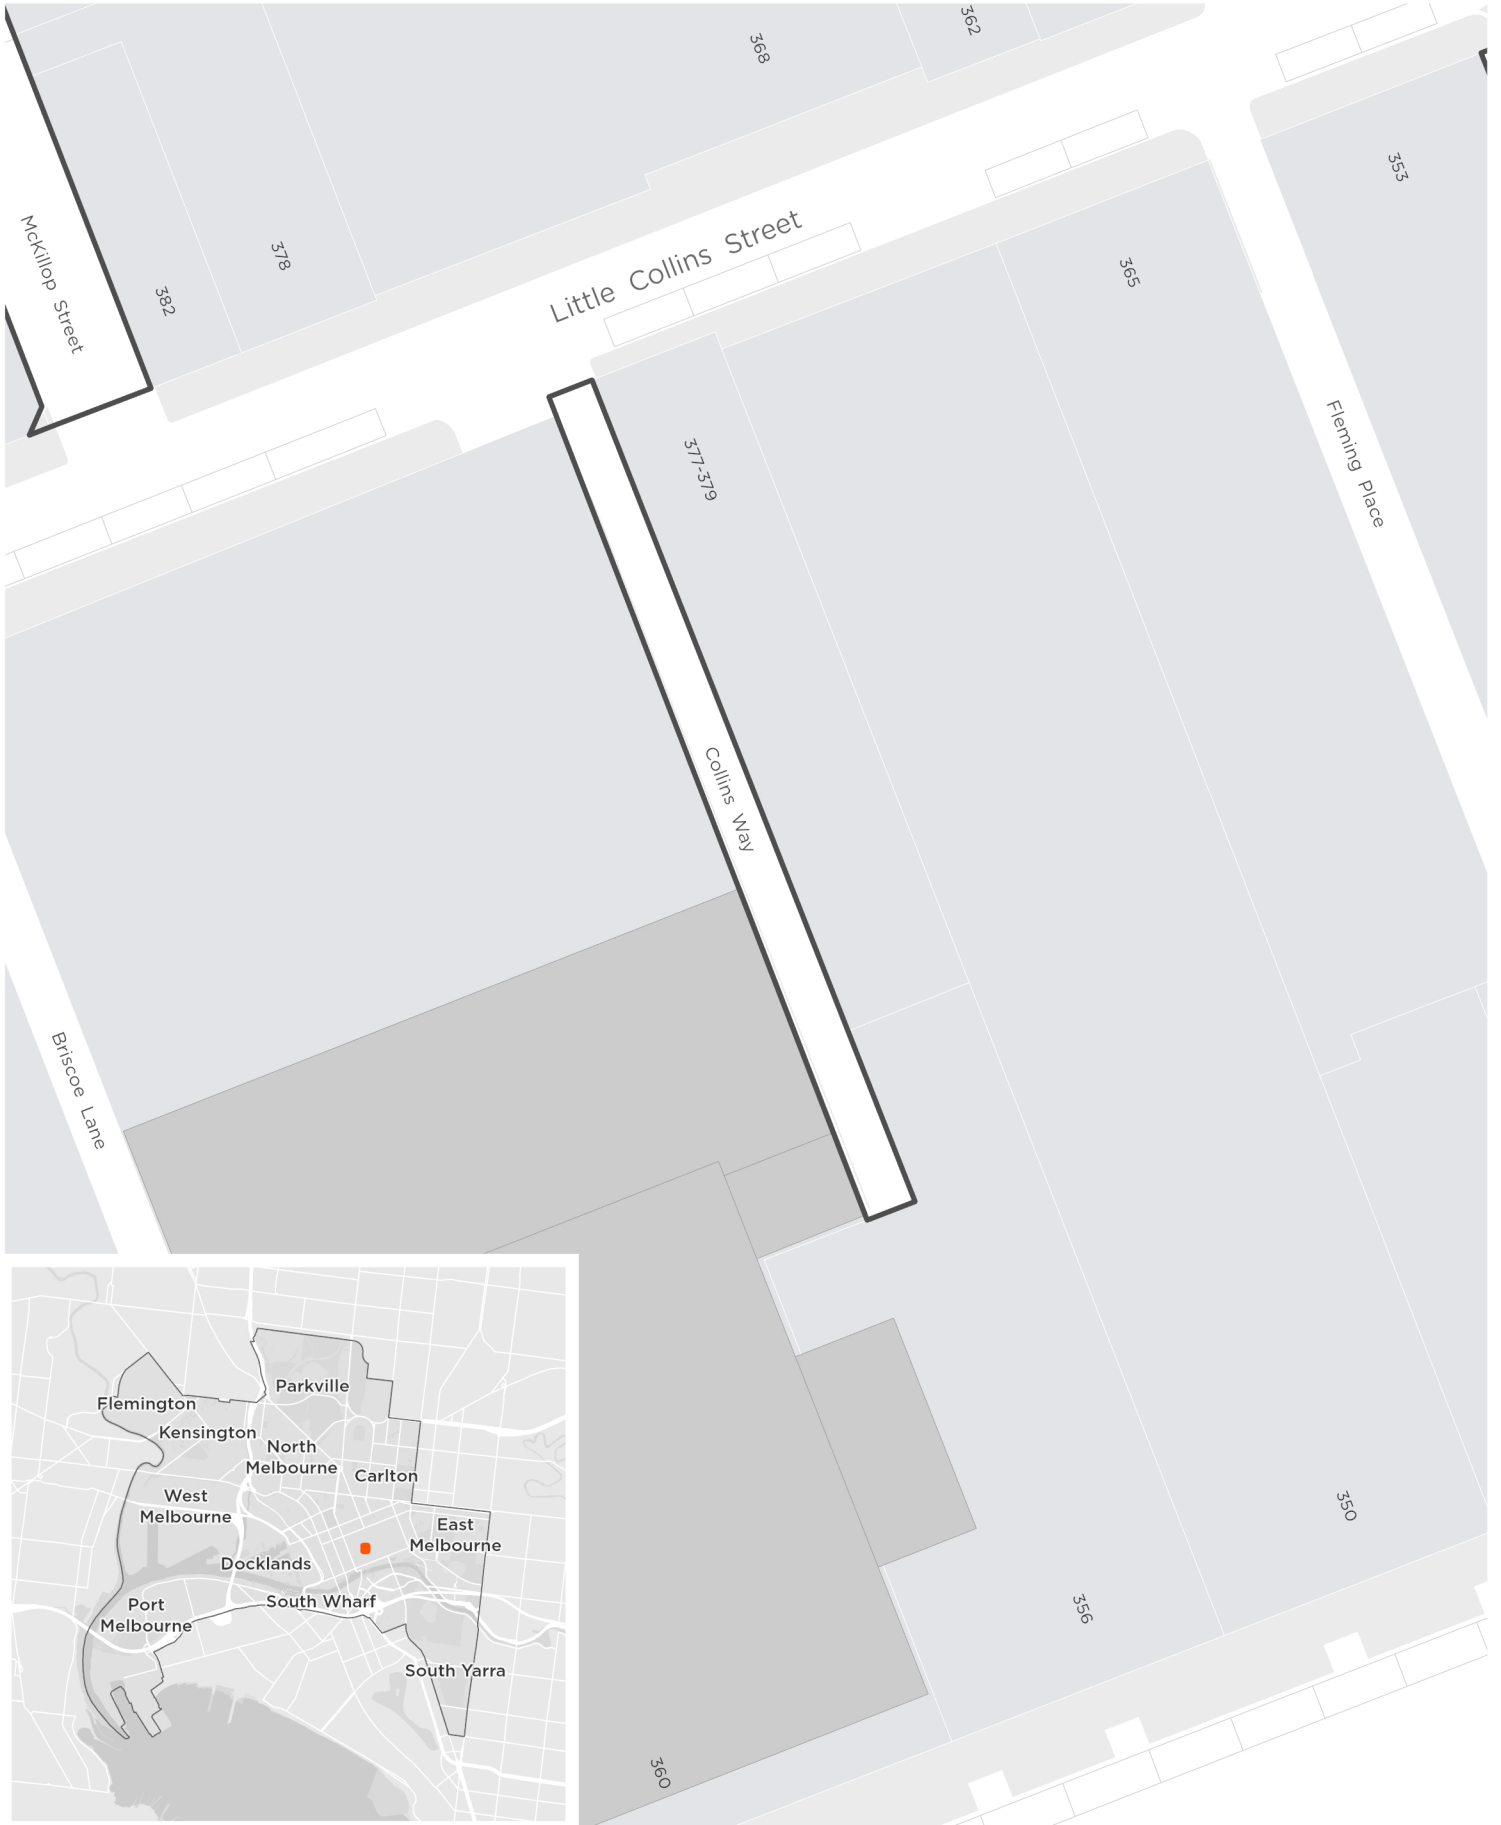 362
368
353
365
378
382
McKillop Street
Little Collins Street
377-379
Fleming Place
Collins Way
Briscoe Lane
Parkville
Flemington
Kensington
North
Melbourne
Carlton
West
Melbourne
East
Melbourne
Docklands
South Wharf
Port
Melbourne
South Yarra
350
356
360